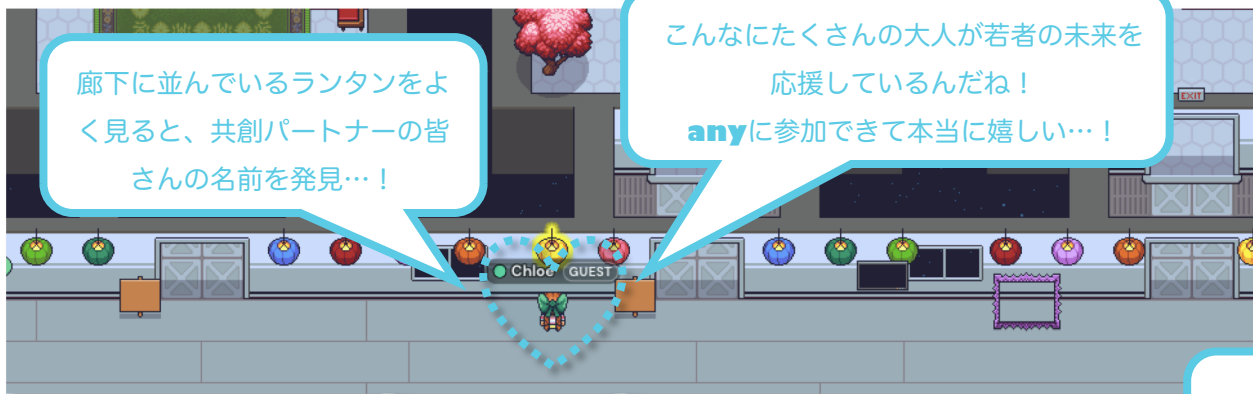 廊下に並んでいるランタンをよ
く見ると、共創パートナーの皆
さんの名前を発見…！
こんなにたくさんの大人が若者の未来を
応援しているんだね！
anyに参加できて本当に嬉しい…！
EXIT
Chloe GUEST